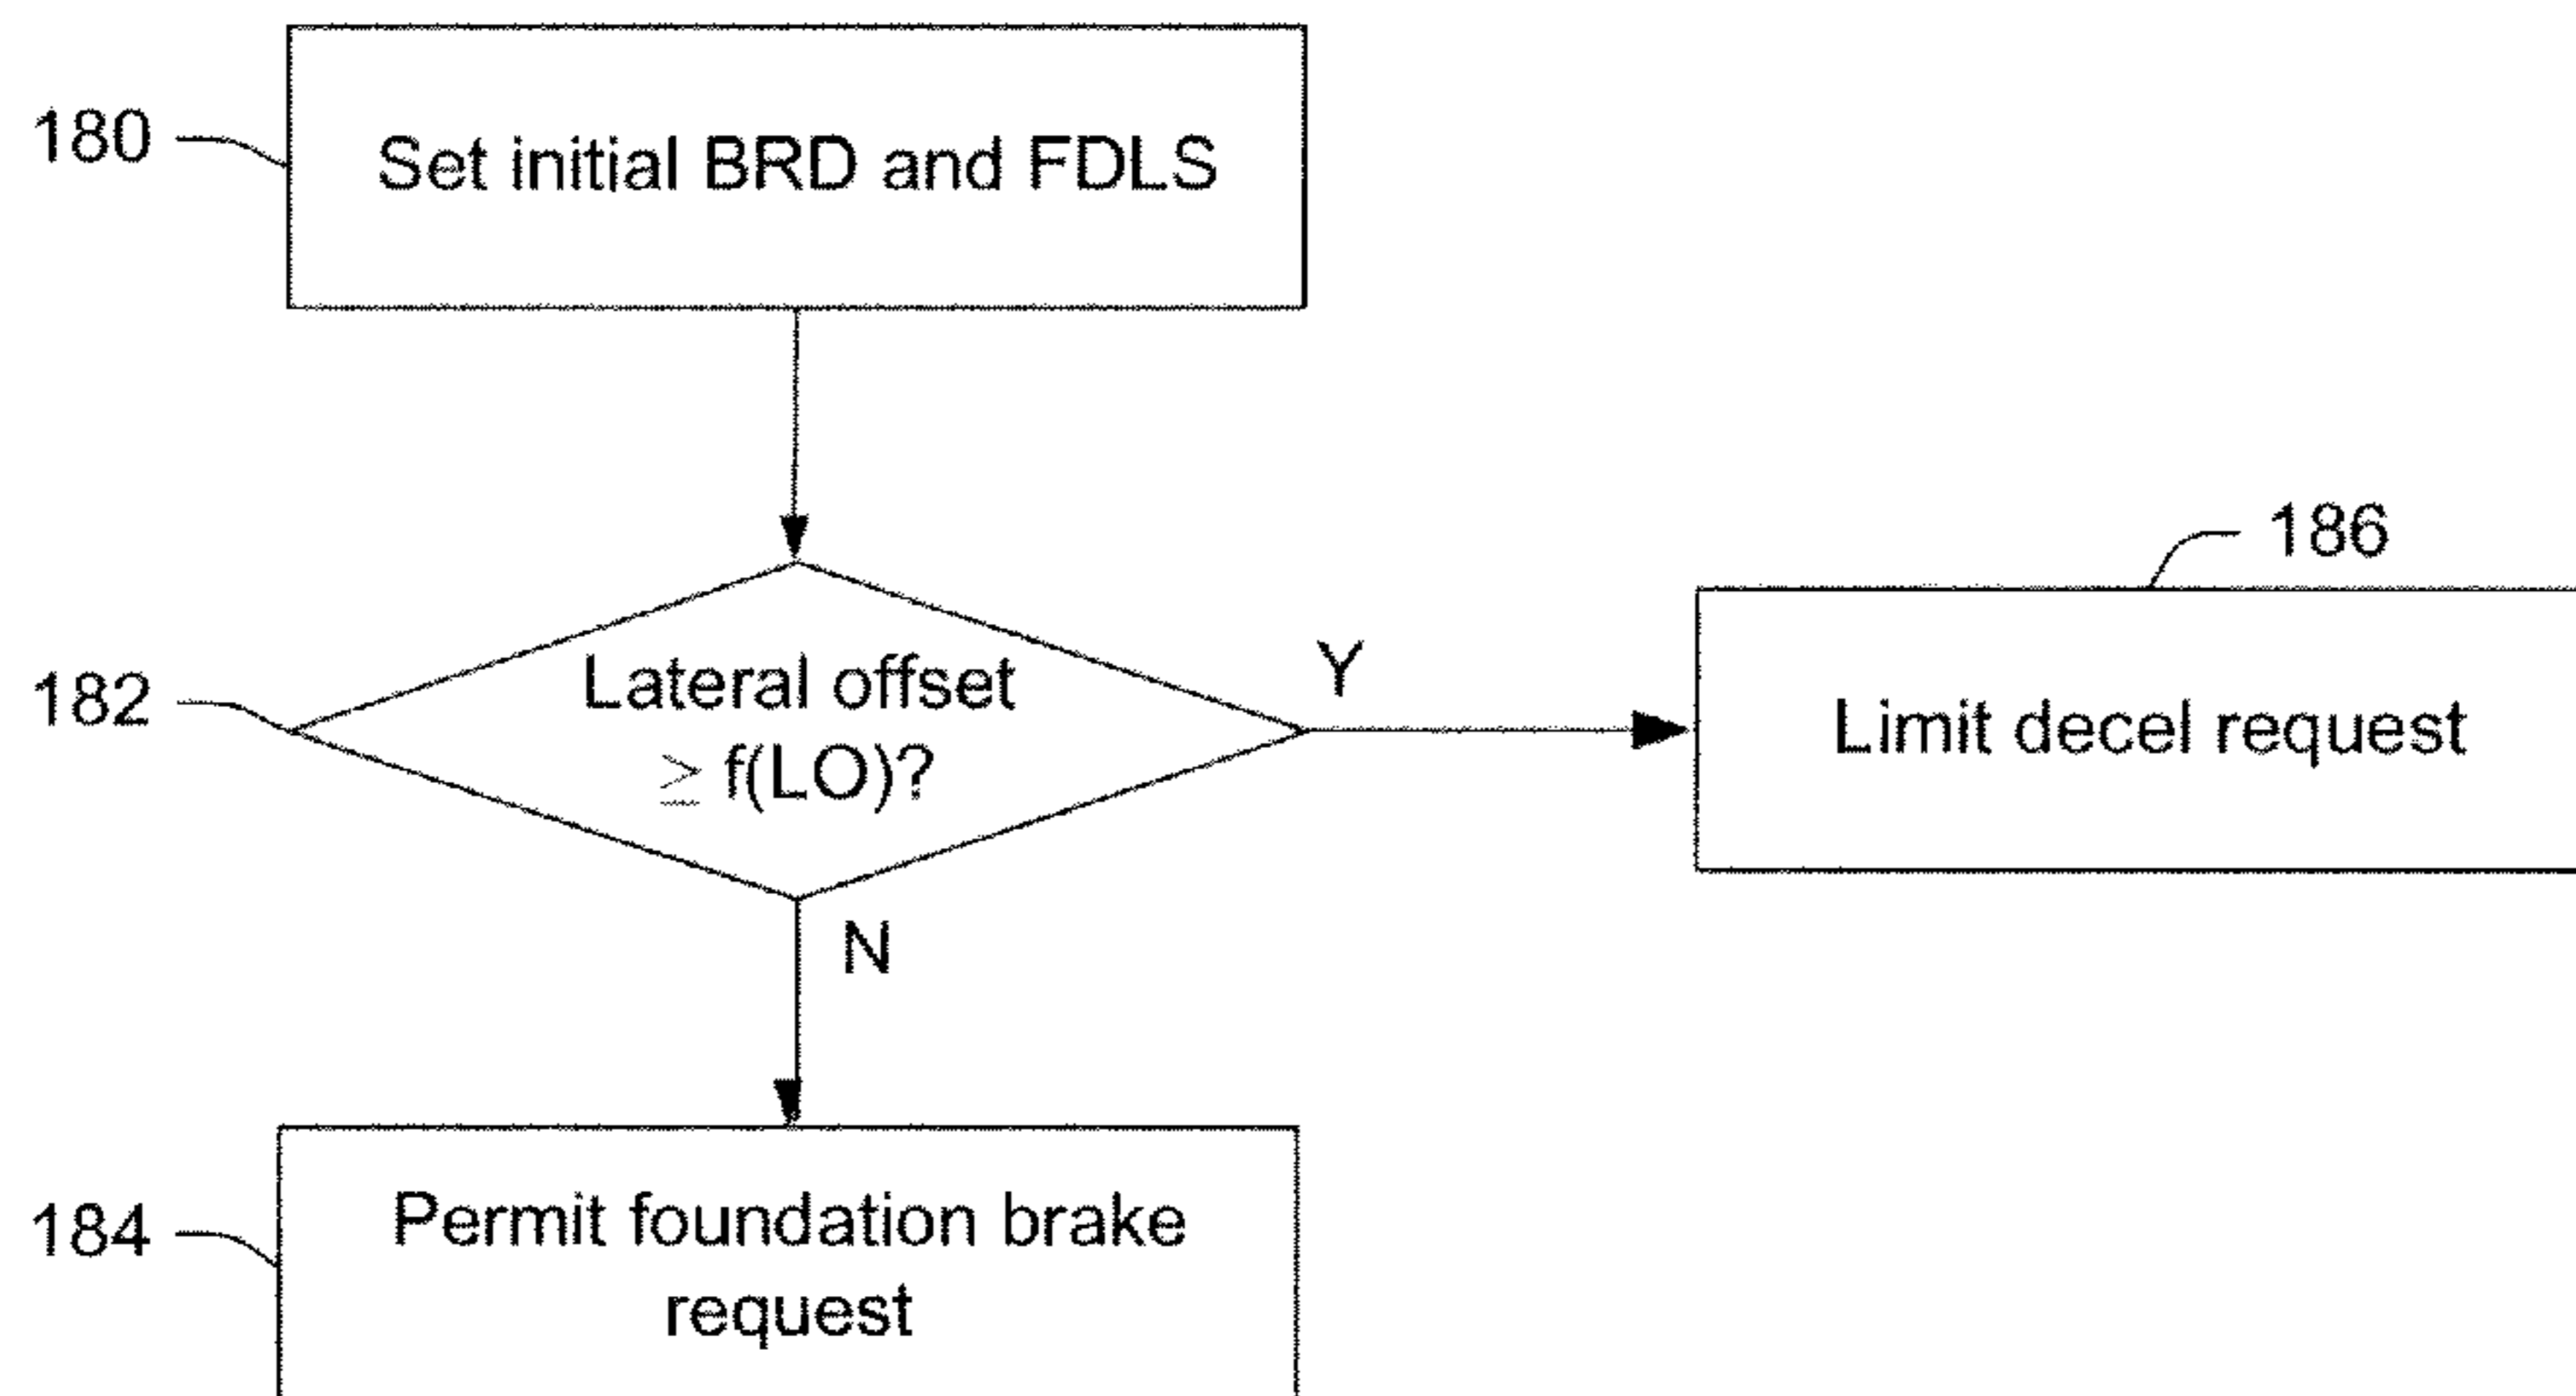 180
Set initial BRD and FDLS
186
182
Lateral offset
≥ f(LO)?
Y
Limit decel request
N
184
Permit foundation brake
request